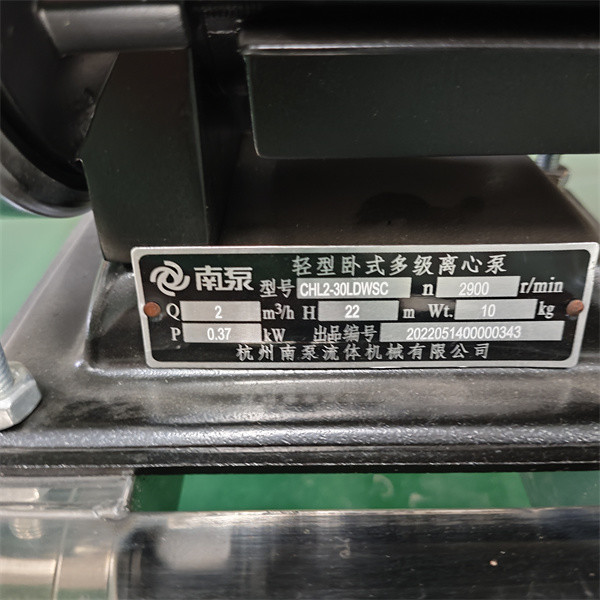 南泵 轻型卧式多级离心泵
型号 CHL2-30LDWSC n 2900 r/min
Q 2 m³/h H 22 m Wt. 10 kg
P 0.37 kW 出品编号 2022051400000343
杭州南泵流体机械有限公司